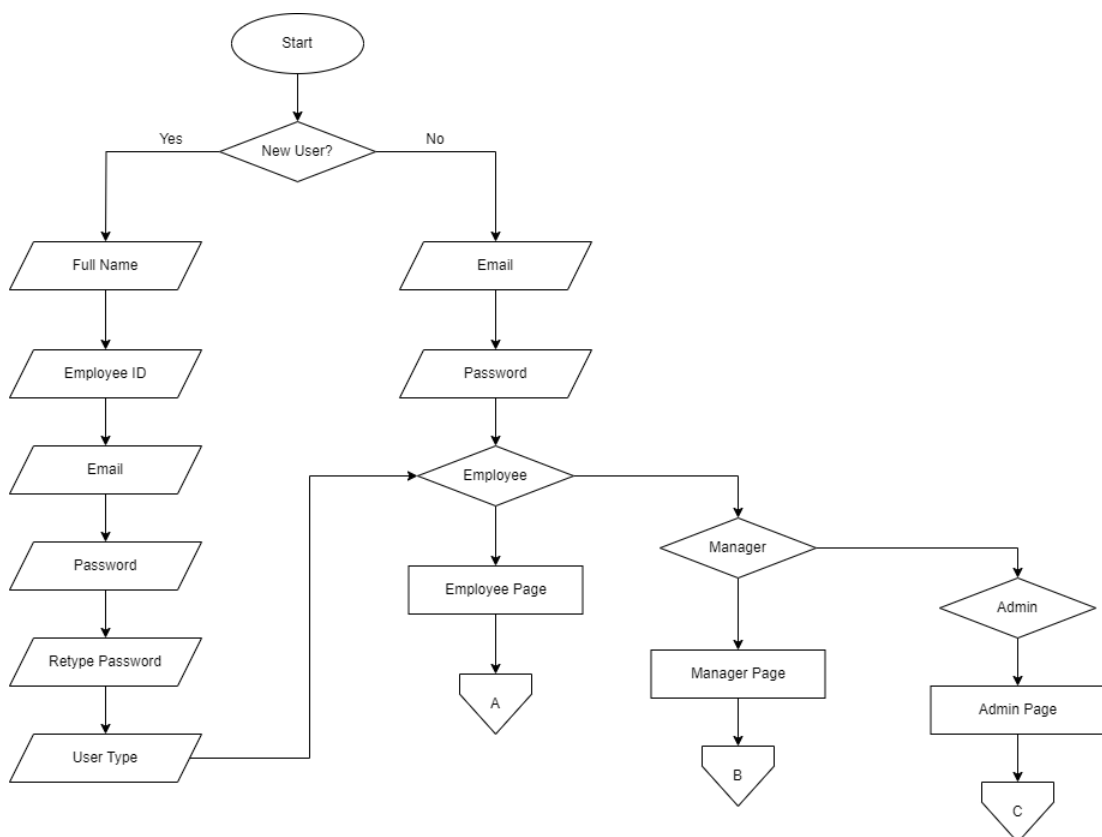 Start
Yes
No
New User?
Full Name
Email
Employee ID
Password
Email
Employee
Password
Manager
Employee Page
Admin
Retype Password
Manager Page
A
Admin Page
User Type
B
C